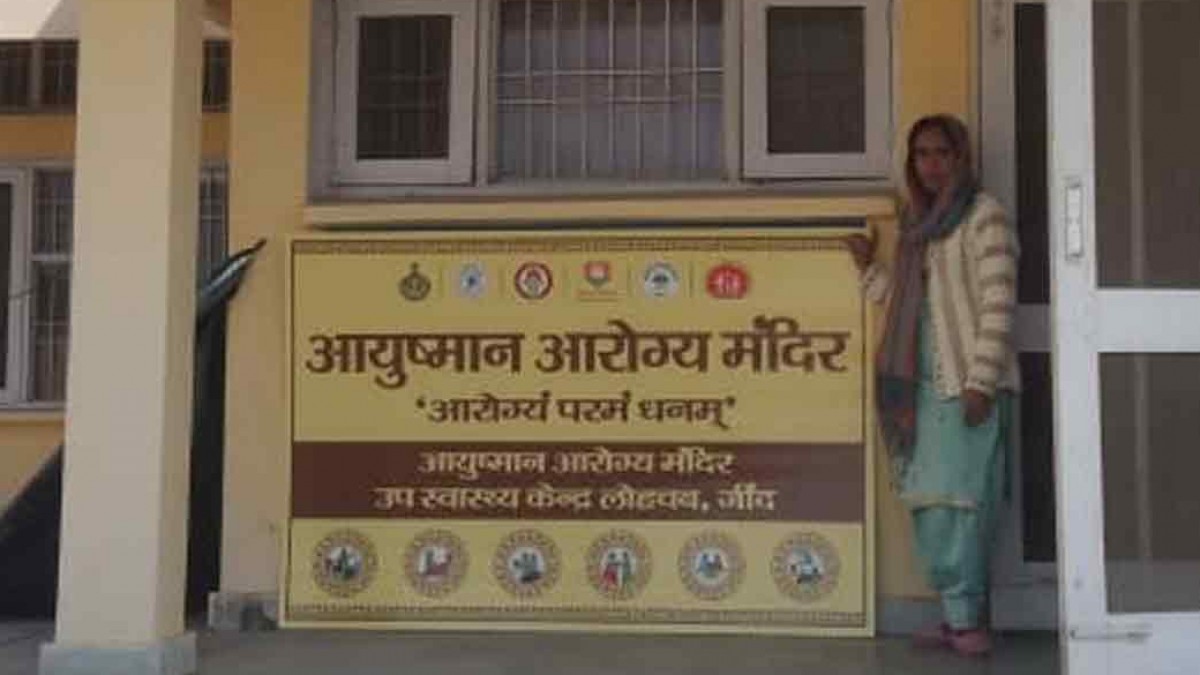 आयुष्मान आरोग्य मंदिर
'आरोग्यं परमं धनम्'
आयुष्मान आरोग्य मंदिर
उप स्वास्थ्य केन्द्र लोहचब, जींद